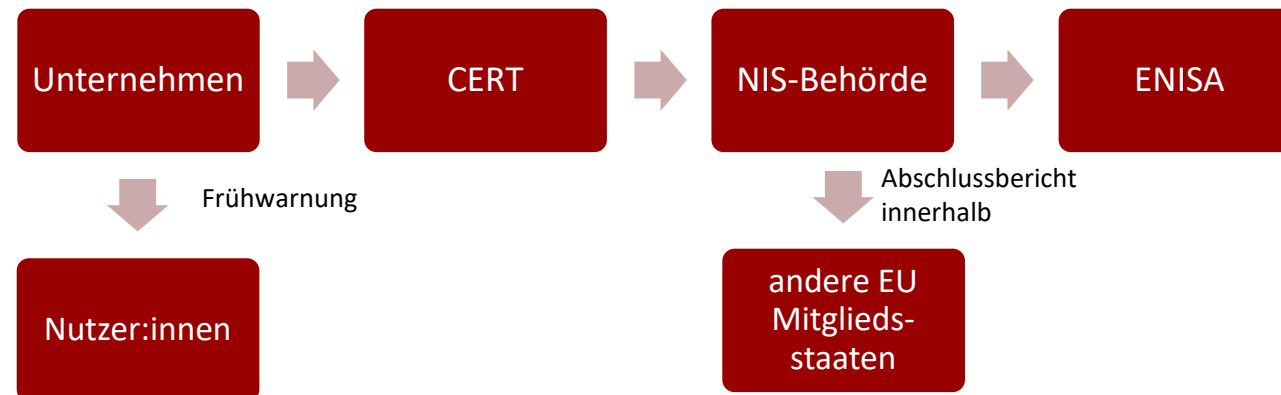 Unternehmen
CERT
NIS-Behörde
ENISA
Frühwarnung
Abschlussbericht
innerhalb
Nutzer:innen
andere EU
Mitglieds-
staaten